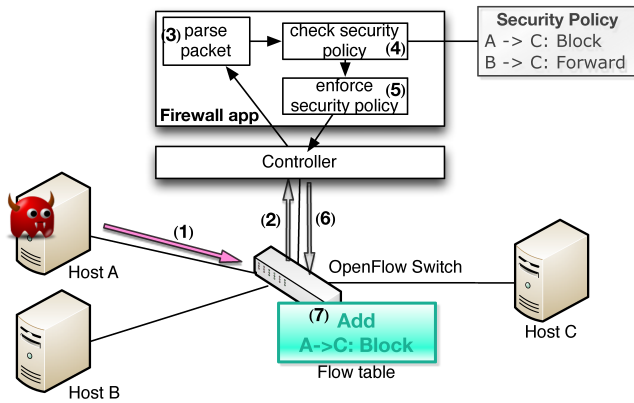 (3) parse packet
check security policy (4)
enforce security policy (5)
Firewall app
Security Policy
A -> C: Block
B -> C: Forward
Controller
(1)
(2)
(6)
Host A
OpenFlow Switch
(7) Add
A->C: Block
Flow table
Host B
Host C